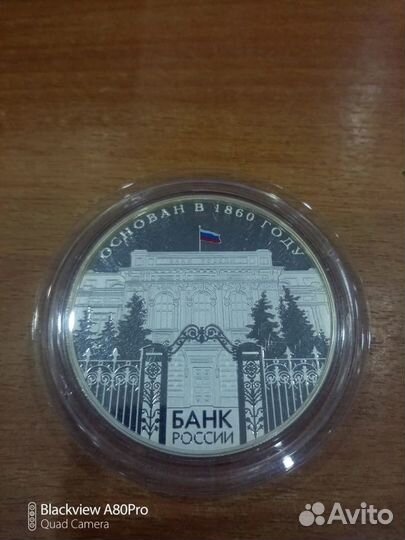 ОСНОВАН В 1860 ГОДУ
БАНК
РОССИИ
Blackview A80Pro
Quad Camera
Avito